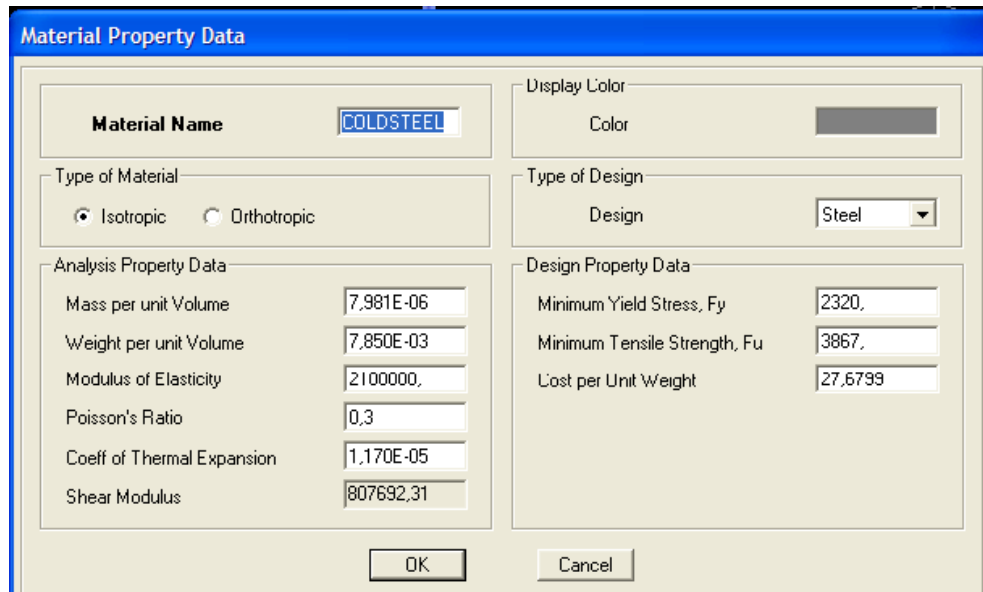 Material Property Data
Material Name
COLDSTEEL
Display Color
Color
Type of Material
Isotropic
Orthotropic
Type of Design
Design
Steel
Analysis Property Data
Mass per unit Volume
7,981E-06
Weight per unit Volume
7,850E-03
Modulus of Elasticity
2100000,
Poisson's Ratio
0,3
Coeff of Thermal Expansion
1,170E-05
Shear Modulus
807692,31
Design Property Data
Minimum Yield Stress, Fy
2320,
Minimum Tensile Strength, Fu
3867,
Cost per Unit Weight
27,6799
OK
Cancel